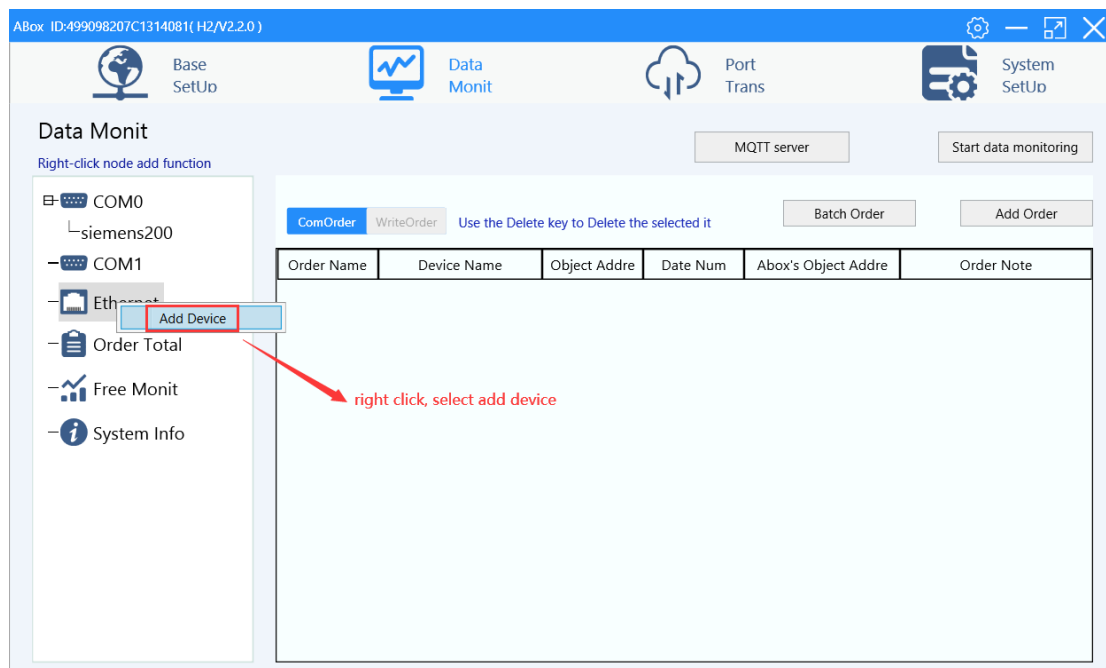 ABox ID:499098207C1314081( H2/V2.2.0 )
Base
SetUp
Data
Monit
Port
Trans
System
SetUp
Data Monit
Right-click node add function
MQTT server
Start data monitoring
COM0
siemens200
COM1
Ethernet
Add Device
Order Total
Free Monit
System Info
ComOrder
WriteOrder
Use the Delete key to Delete the selected it
Batch Order
Add Order
Order Name
Device Name
Object Addre
Date Num
Abox's Object Addre
Order Note
right click, select add device